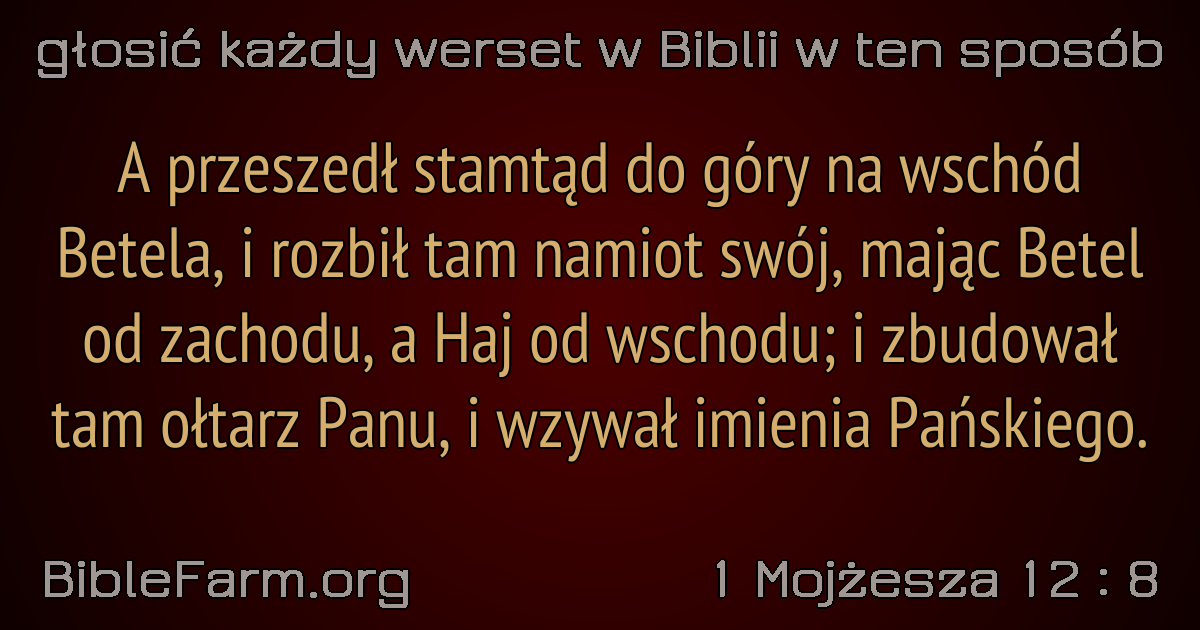 głosić każdy werset w Biblii w ten sposób
A przeszedł stamtąd do góry na wschód
Betela, i rozbił tam namiot swój, mając Betel
od zachodu, a Haj od wschodu; i zbudował
tam ołtarz Panu, i wzywał imienia Pańskiego.
BibleFarm.org
1 Mojżesza 12 : 8